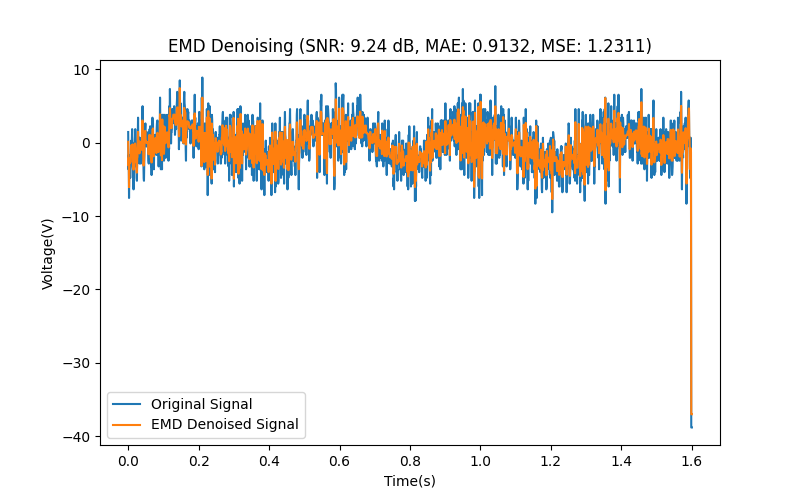 EMD Denoising (SNR: 9.24 dB, MAE: 0.9132, MSE: 1.2311)
10
0
−10
−20
−30
−40
Voltage(V)
Original Signal
EMD Denoised Signal
0.0 0.2 0.4 0.6 0.8 1.0 1.2 1.4 1.6
Time(s)